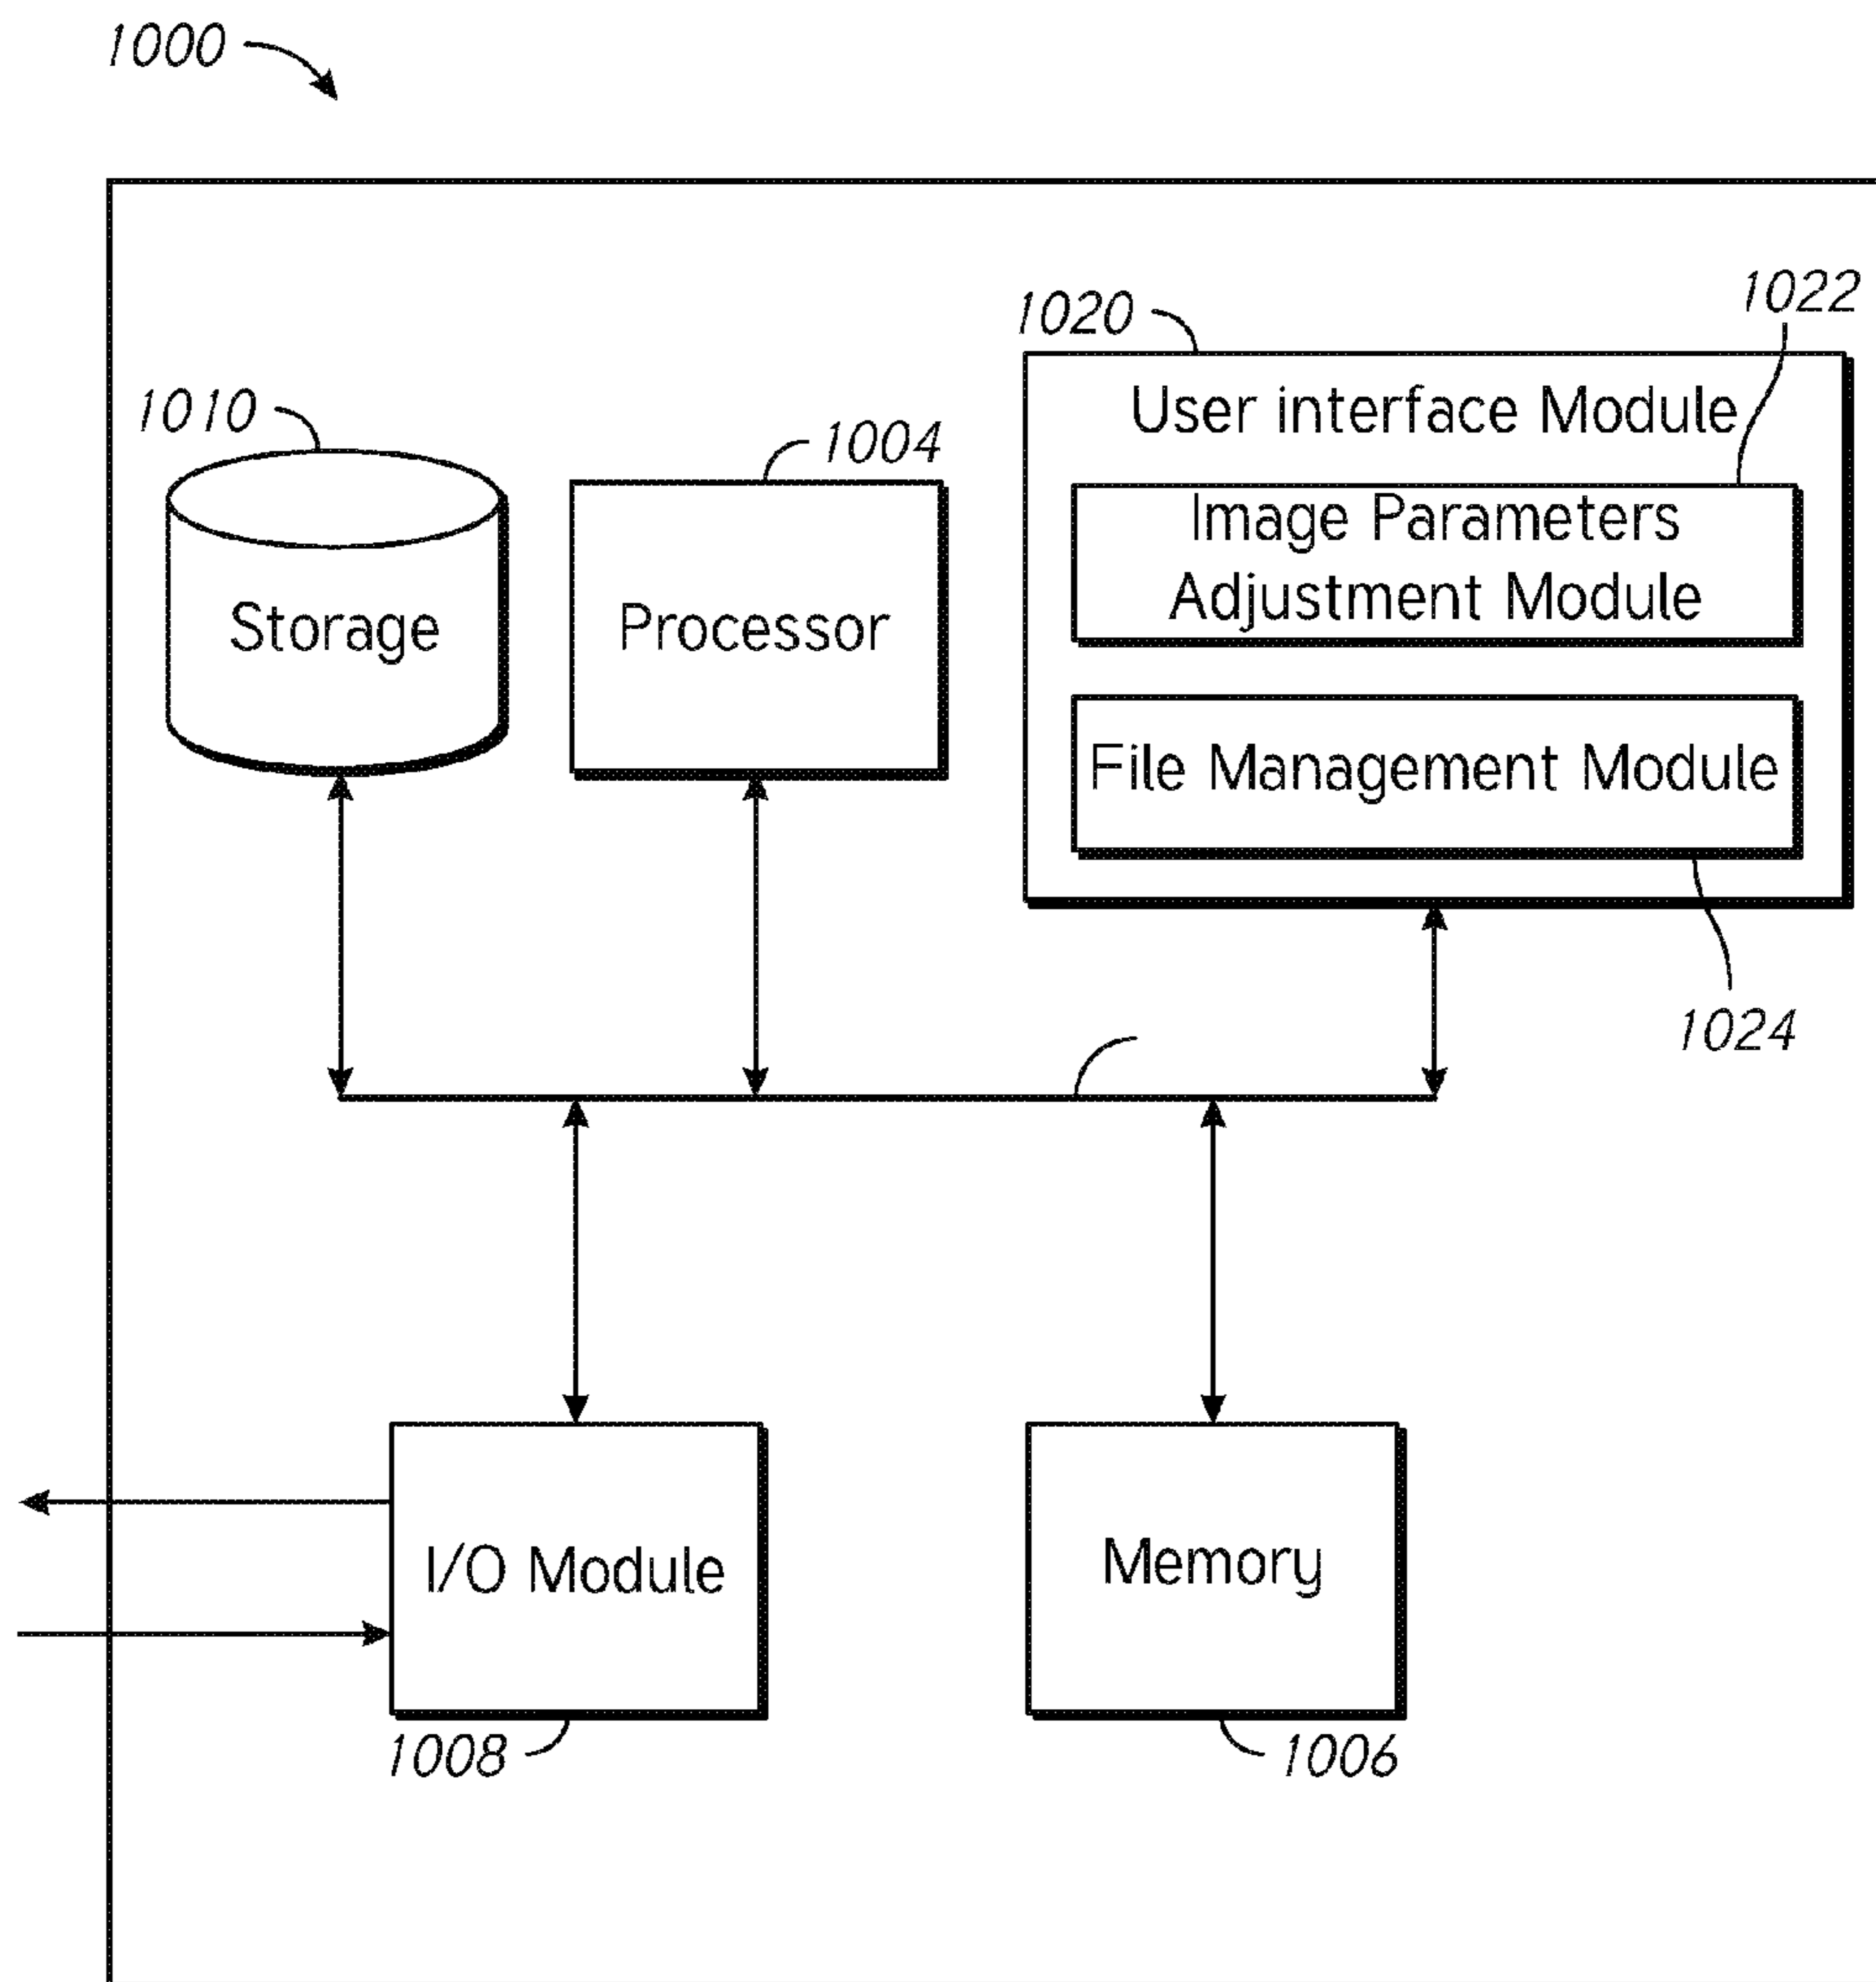 1000
1022
1020
User interface Module
1010
1004
Image Parameters
Adjustment Module
Storage
Processor
File Management Module
1024
I/O Module
Memory
1008
1006